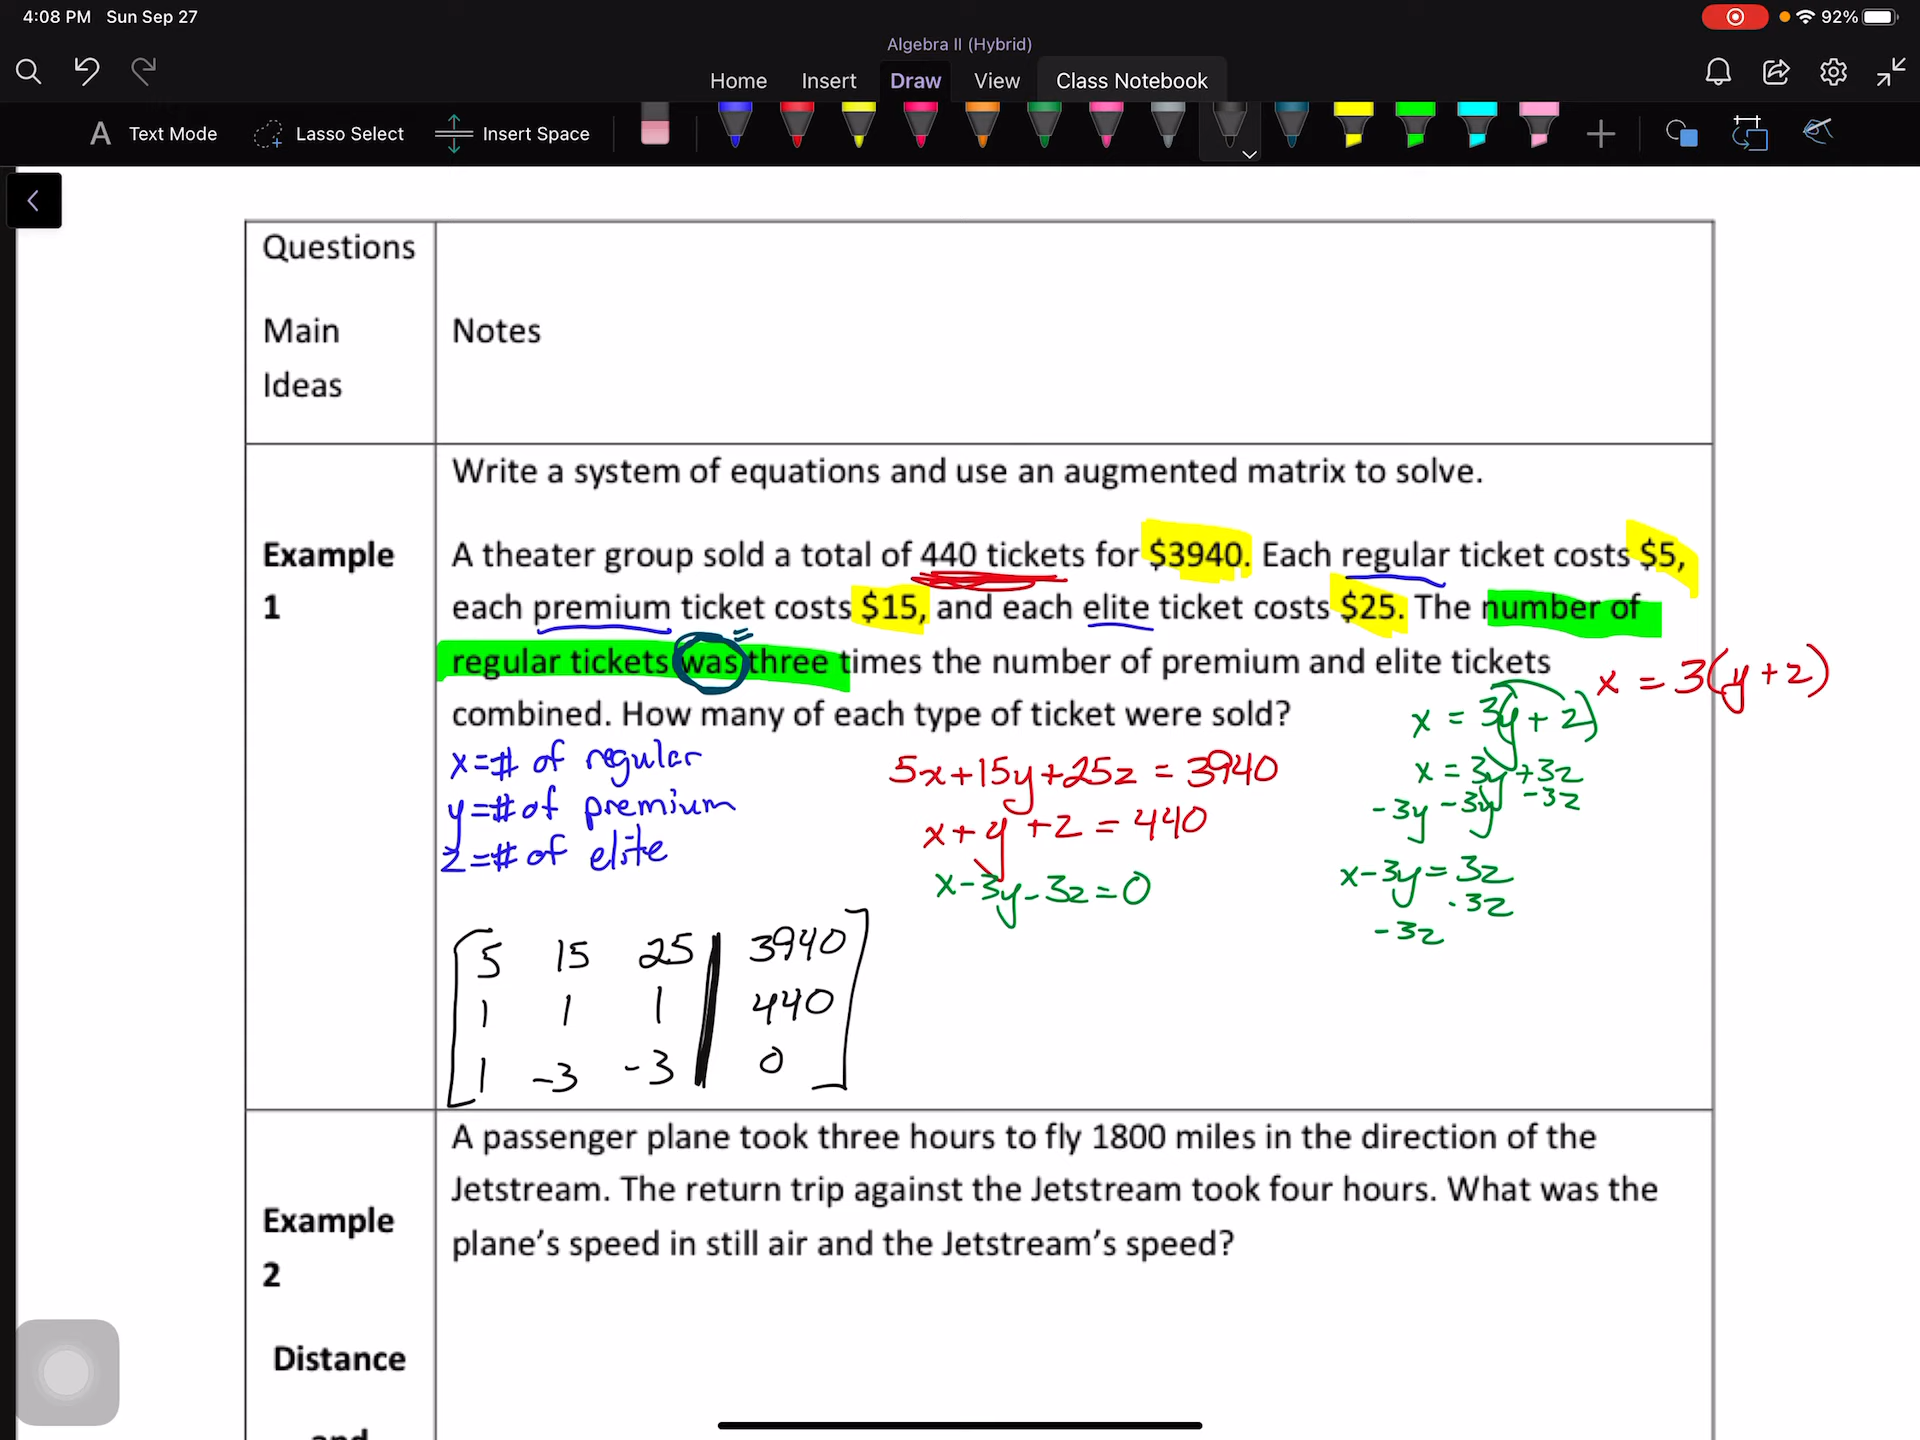 4:08 PM Sun Sep 27
92%
Algebra II (Hybrid)
Home Insert Draw View Class Notebook
A Text Mode Lasso Select Insert Space
Questions
Main
Ideas
Notes
Example
1
Write a system of equations and use an augmented matrix to solve.
A theater group sold a total of 440 tickets for $3940. Each regular ticket costs $5,
each premium ticket costs $15, and each elite ticket costs $25. The number of
=
regular tickets was three times the number of premium and elite tickets
combined. How many of each type of ticket were sold?
x = 3(y+z)
x=# of regular
y=# of premium
z=# of elite
5x+15y+25z = 3940
x+y+z = 440
x-3y-3z=0
x = 3(y+z)
x = 3y+3z
-3y -3y -3z
x-3y=3z
-3z
-3z
5 15 25 | 3940
1 1 1 | 440
1 -3 -3 | 0
Example
2
Distance
and
A passenger plane took three hours to fly 1800 miles in the direction of the
Jetstream. The return trip against the Jetstream took four hours. What was the
plane's speed in still air and the Jetstream's speed?